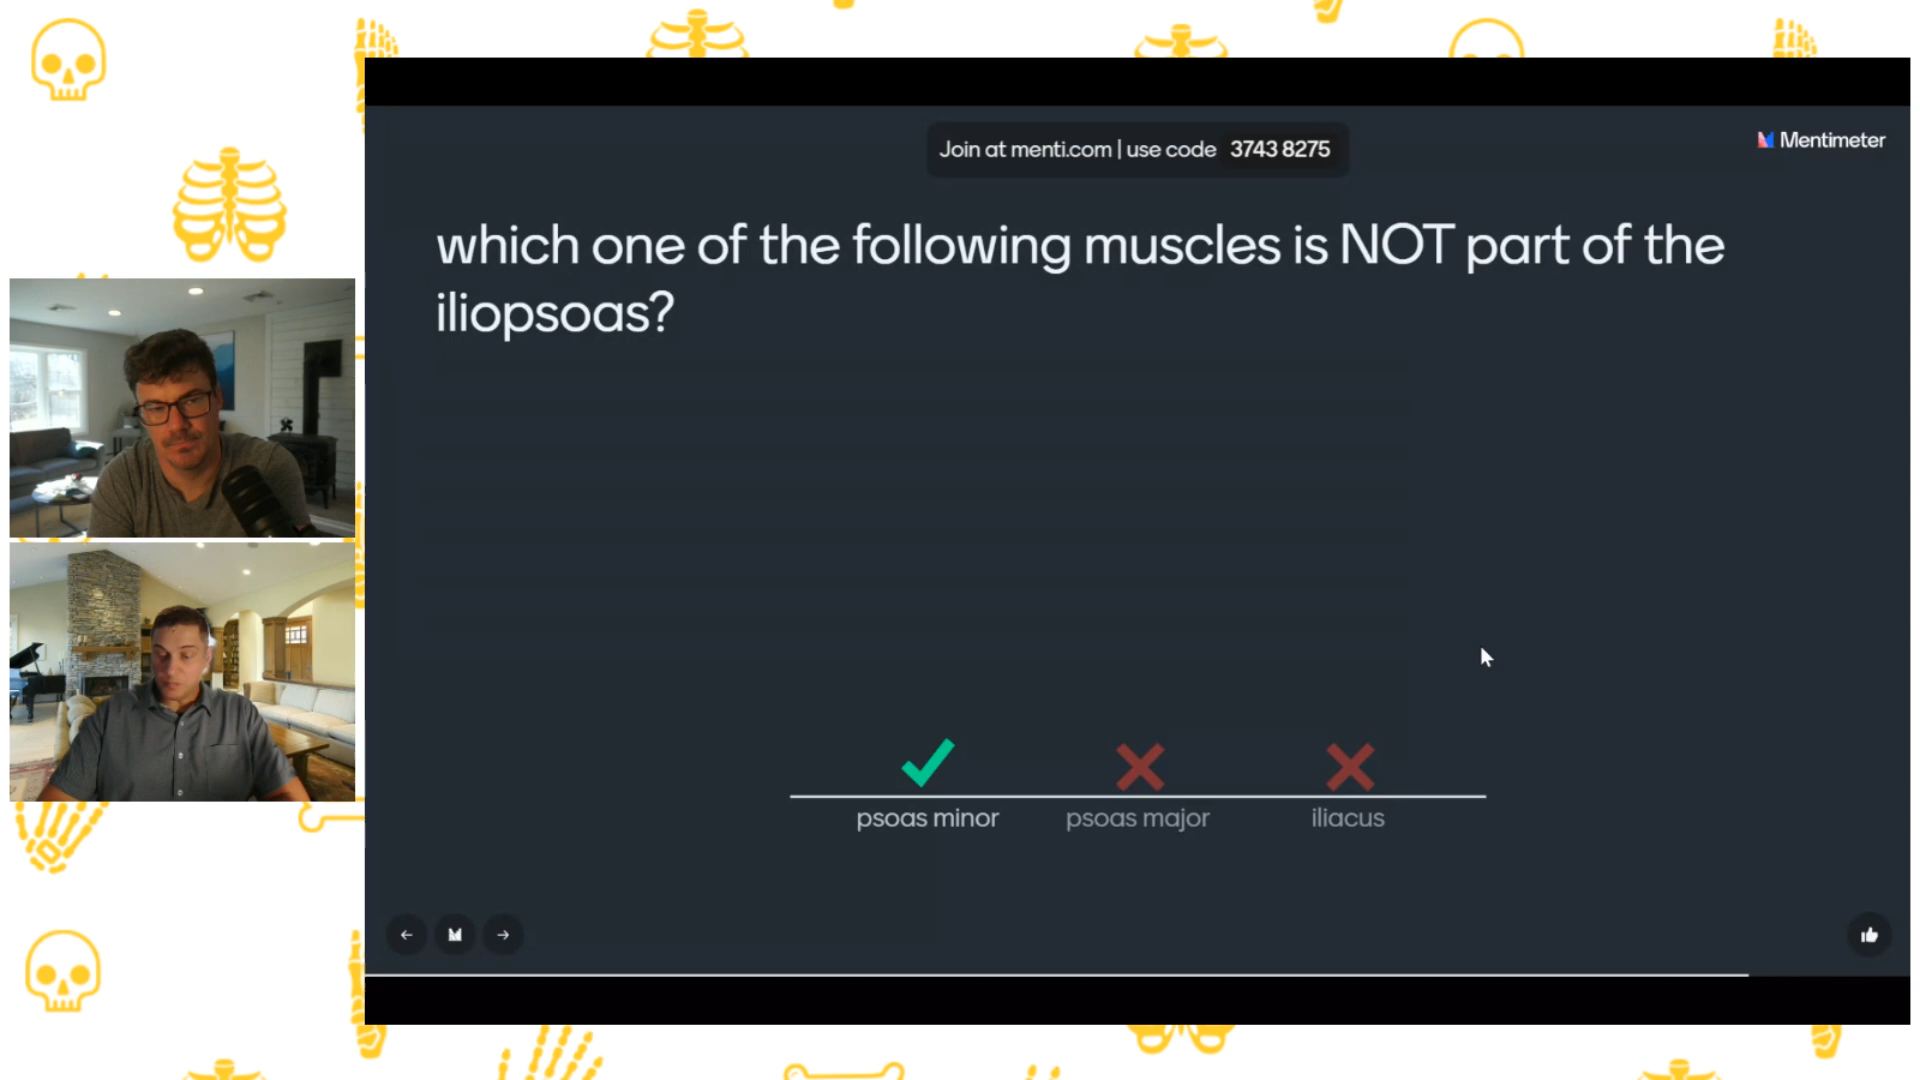 Join at menti.com | use code 3743 8275
Mentimeter
which one of the following muscles is NOT part of the
iliopsoas?
psoas minor
psoas major
iliacus